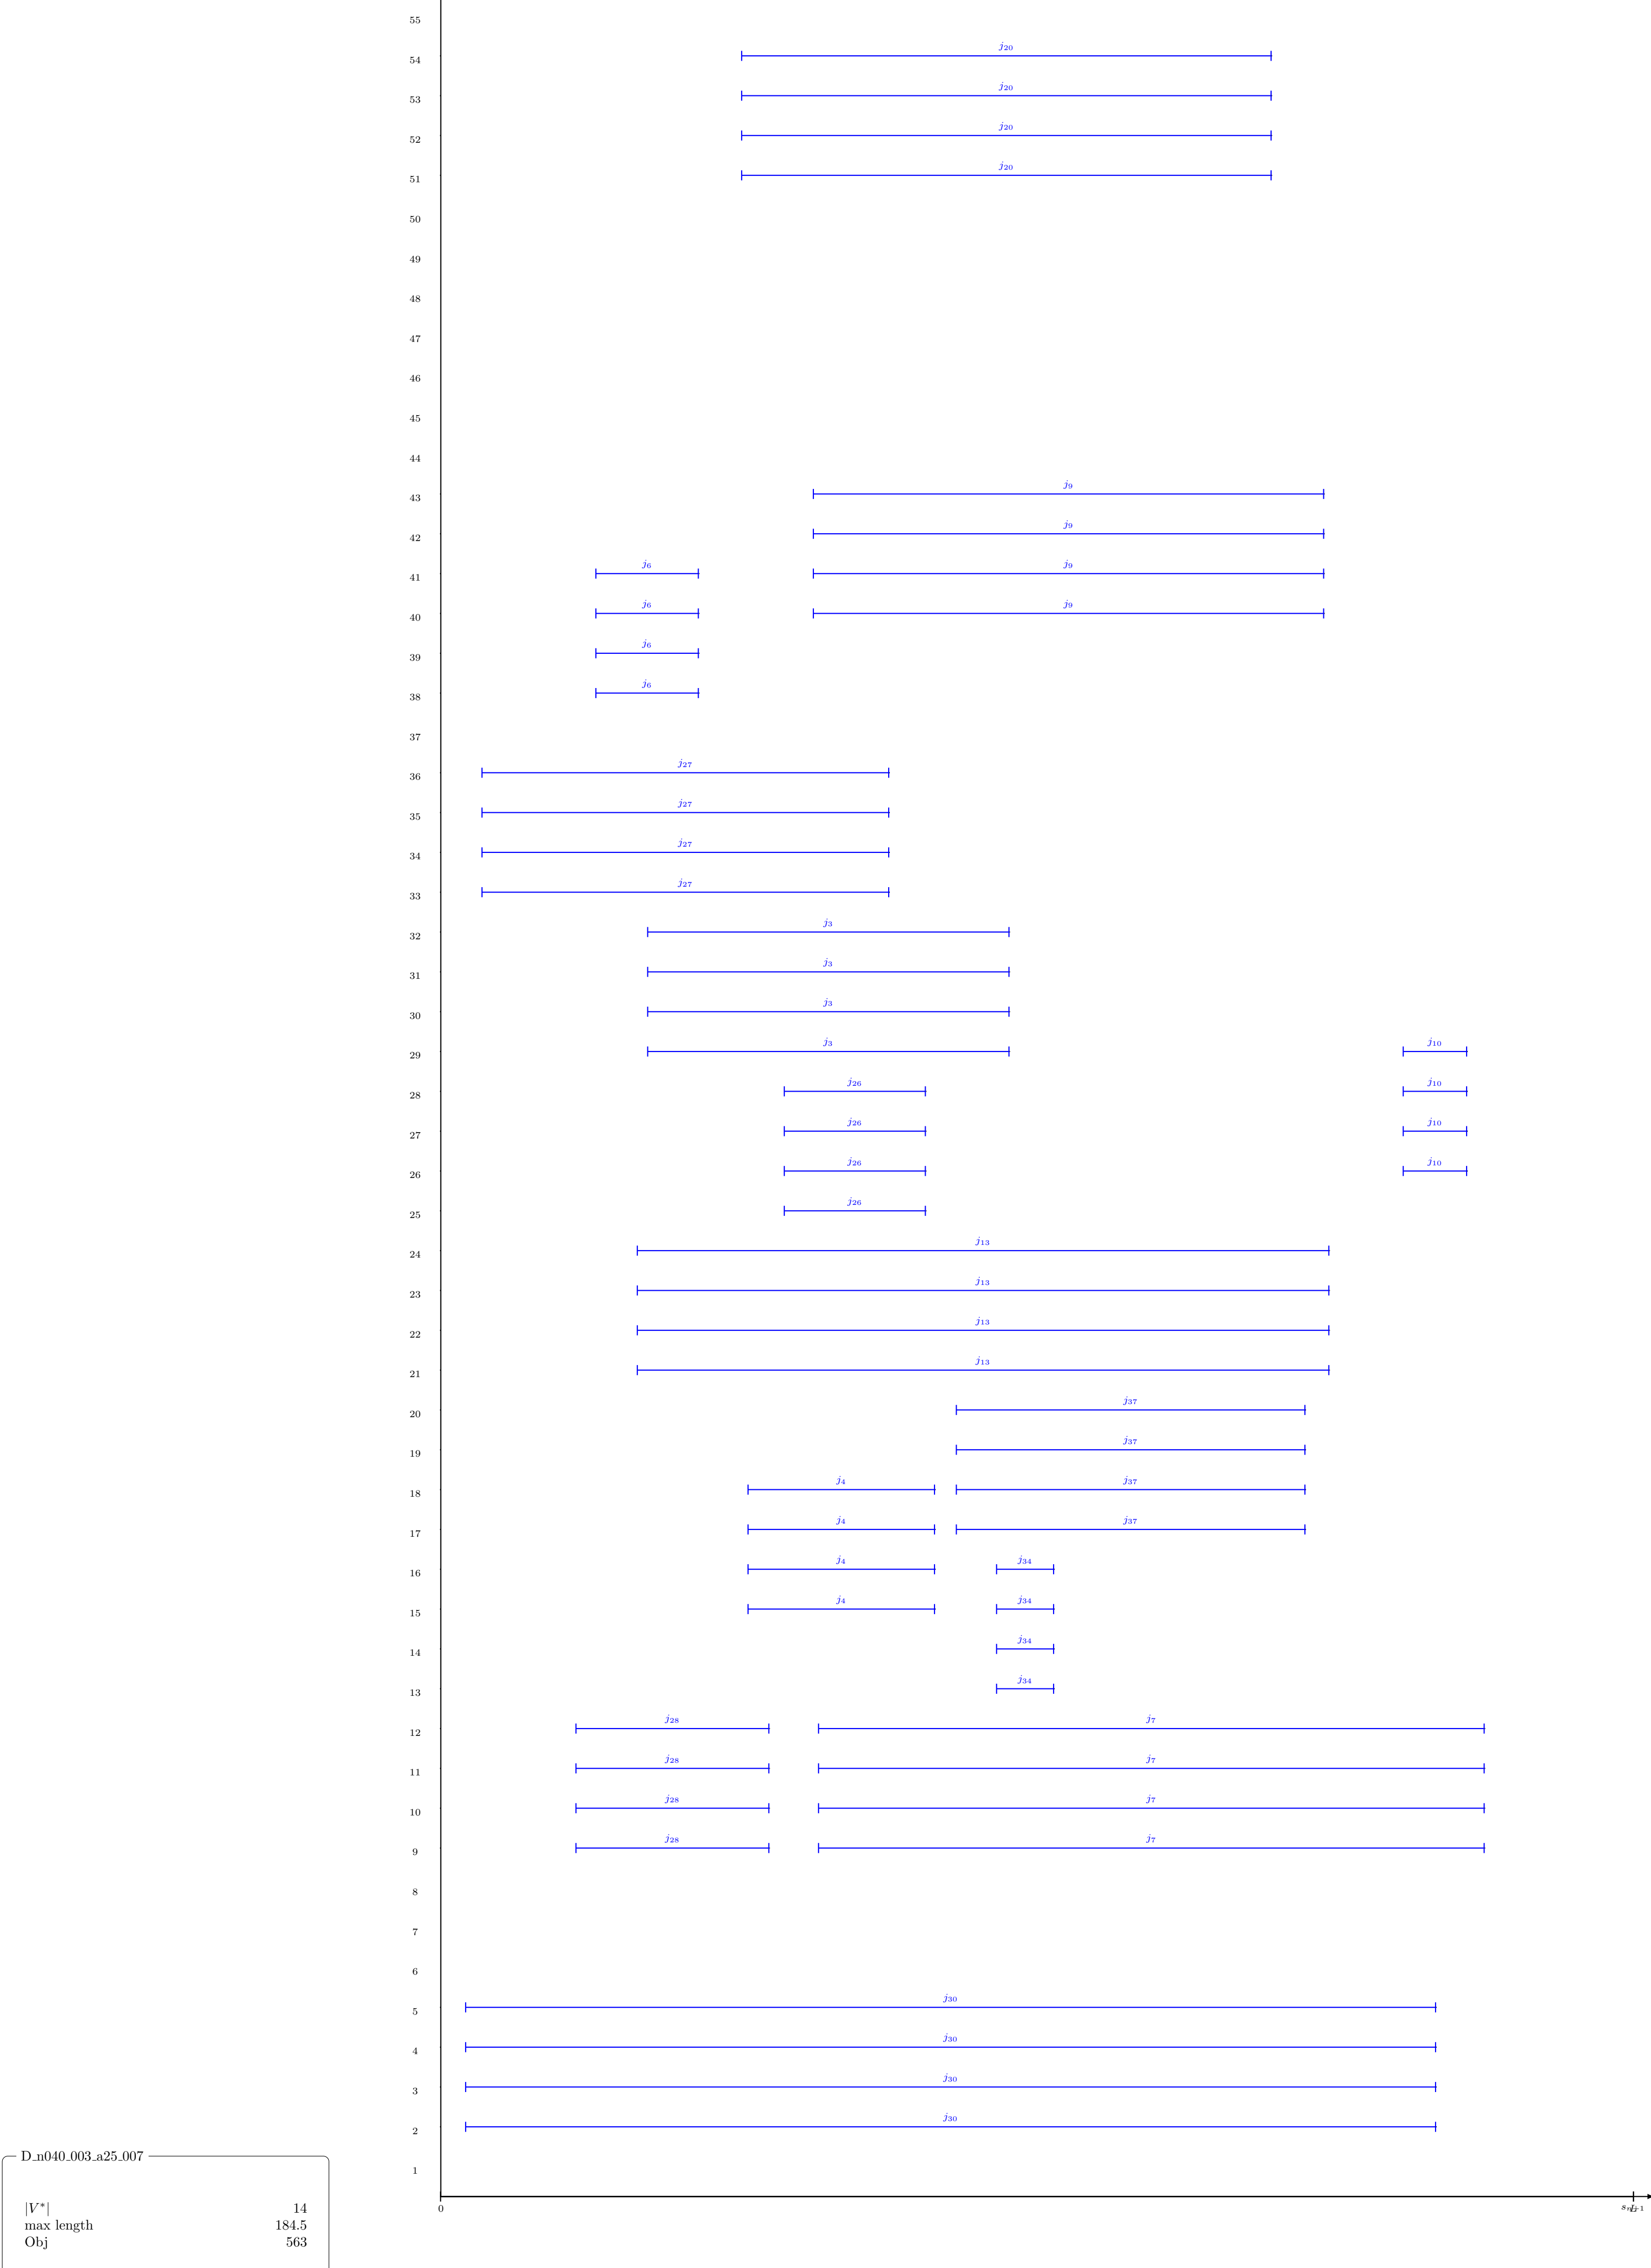 55
j20
54
j20
53
j20
52
j20
51
50
49
48
47
46
45
44
j9
43
j9
42
j6 j9
41
j6 j9
40
j6
39
j6
38
37
j27
36
j27
35
j27
34
j27
33
j3
32
j3
31
j3
30
j3 j10
29
j26 j10
28
j26 j10
27
j26 j10
26
j26
25
j13
24
j13
23
j13
22
j13
21
j37
20
j37
19
j4 j37
18
j4 j37
17
j4 j34
16
j4 j34
15
j34
14
j34
13
j28 j7
12
j28 j7
11
j28 j7
10
j28 j7
9
8
7
6
j30
5
j30
4
j30
3
j30
2
D_n040_003_a25_007
1
|V*| 14
0
max length 184.5
Obj 563